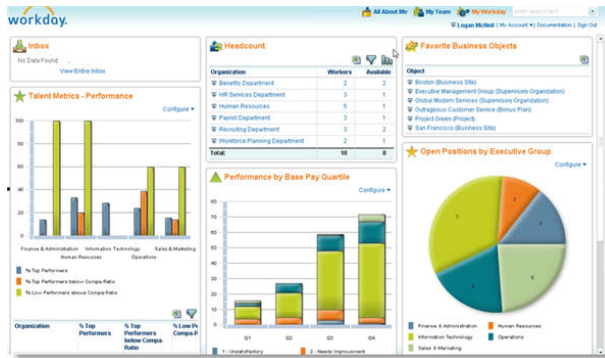 workday.
All About Me My Team My Workday
Logan McNeil | My Account | Documentation | Sign Out
Inbox
No Data Found ...
View Entire Inbox
Talent Metrics - Performance
Configure
100
80
60
40
20
0
Finance & Administration Information Technology Sales & Marketing
Human Resources Operations
% Top Performers
% Top Performers below Compa-Ratio
% Low Performers above Compa-Ratio
Organization % Top Performers % Top Performers below Compa-Ratio % Low
Headcount
Organization Workers Available
Benefits Department 2 2
HR Services Department 3 1
Human Resources 5 1
Payroll Department 3 1
Recruiting Department 3 2
Workforce Planning Department 2 1
Total: 18 8
Performance by Base Pay Quartile
Configure
80
70
60
50
40
30
20
10
0
Q1 Q2 Q3 Q4
1 - Unsatisfactory 2 - Needs Improvement
Favorite Business Objects
Object
Boston (Business Site)
Executive Management Group (Supervisory Organization)
Global Modern Services (Supervisory Organization)
Outrageous Customer Service (Bonus Plan)
Project Green (Project)
San Francisco (Business Site)
Open Positions by Executive Group
Configure
Finance & Administration Human Resources
Information Technology Operations
Sales & Marketing